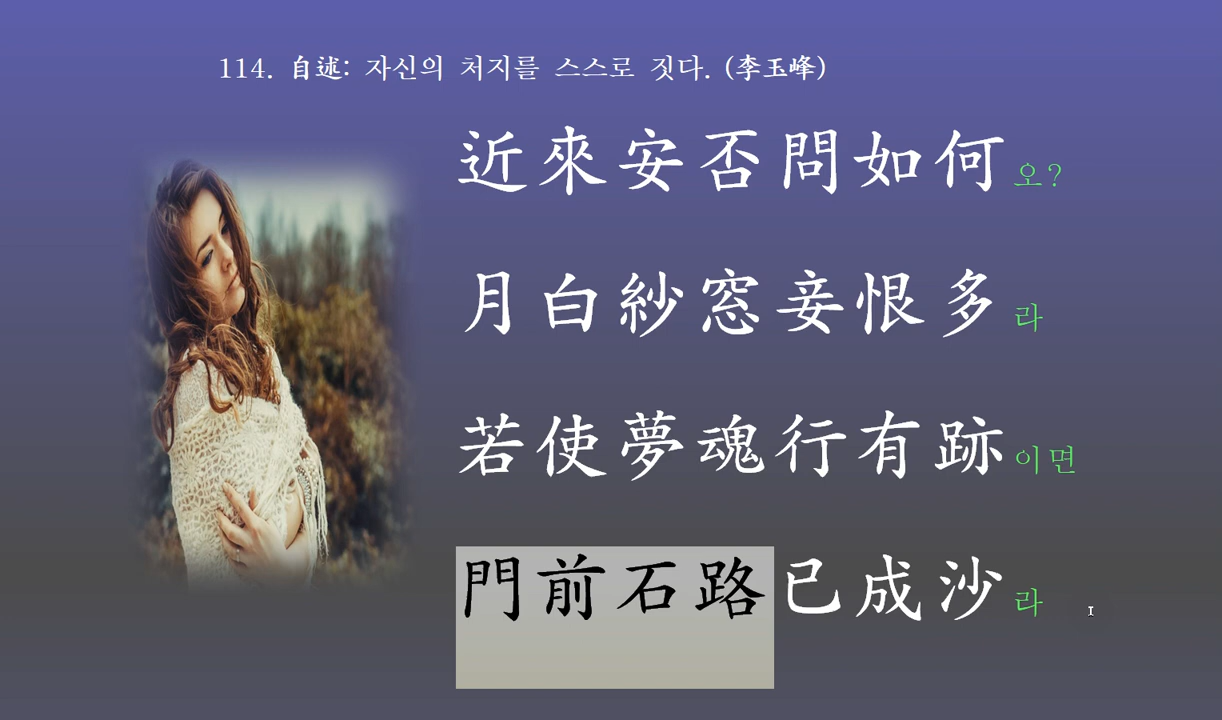 114. 自述: 자신의 처지를 스스로 짓다. (李玉峰)
近來安否問如何오?
月白紗窓妾恨多라
若使夢魂行有跡이면
門前石路已成沙라